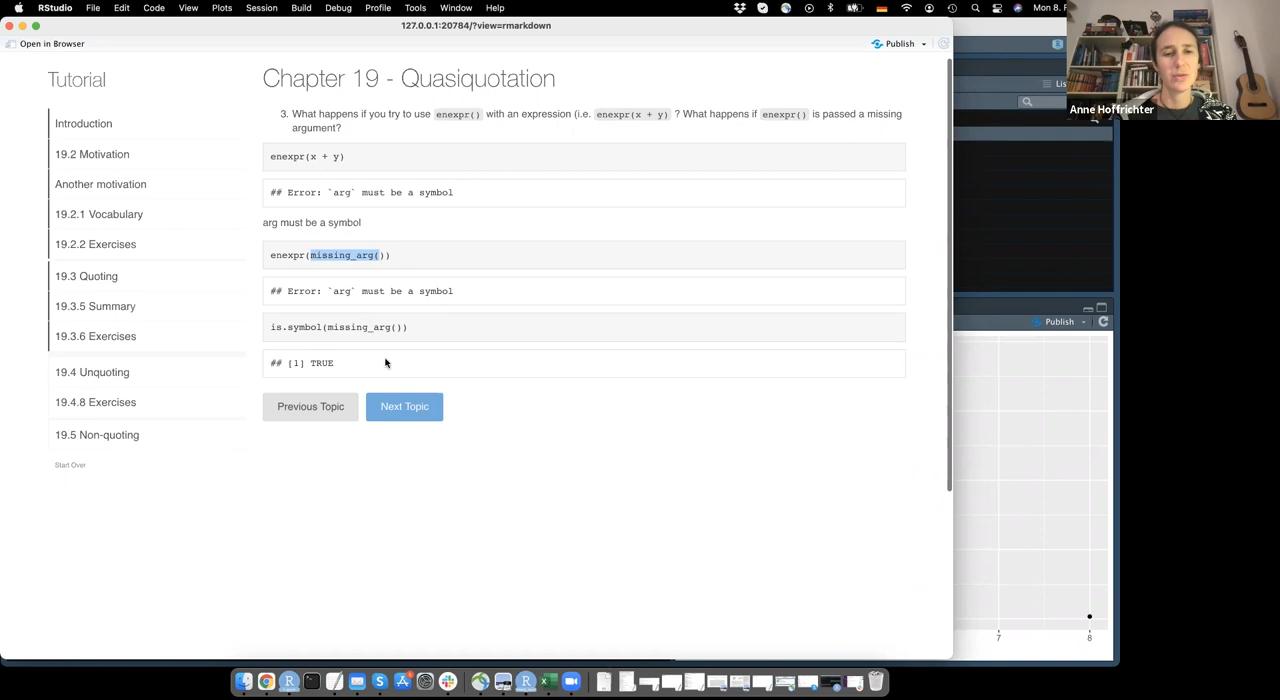 RStudio File Edit Code View Plots Session Build Debug Profile Tools Window Help
Mon 8. F
127.0.0.1:20784/?view=rmarkdown
Open in Browser
Publish
Tutorial
Introduction
19.2 Motivation
Another motivation
19.2.1 Vocabulary
19.2.2 Exercises
19.3 Quoting
19.3.5 Summary
19.3.6 Exercises
19.4 Unquoting
19.4.8 Exercises
19.5 Non-quoting
Start Over
Chapter 19 - Quasiquotation
3. What happens if you try to use enexpr() with an expression (i.e. enexpr(x + y) ? What happens if enexpr() is passed a missing
argument?
enexpr(x + y)
## Error: `arg` must be a symbol
arg must be a symbol
enexpr(missing_arg())
## Error: `arg` must be a symbol
is.symbol(missing_arg())
## [1] TRUE
Previous Topic
Next Topic
Lis
Anne Hoffrichter
Publish
7
8